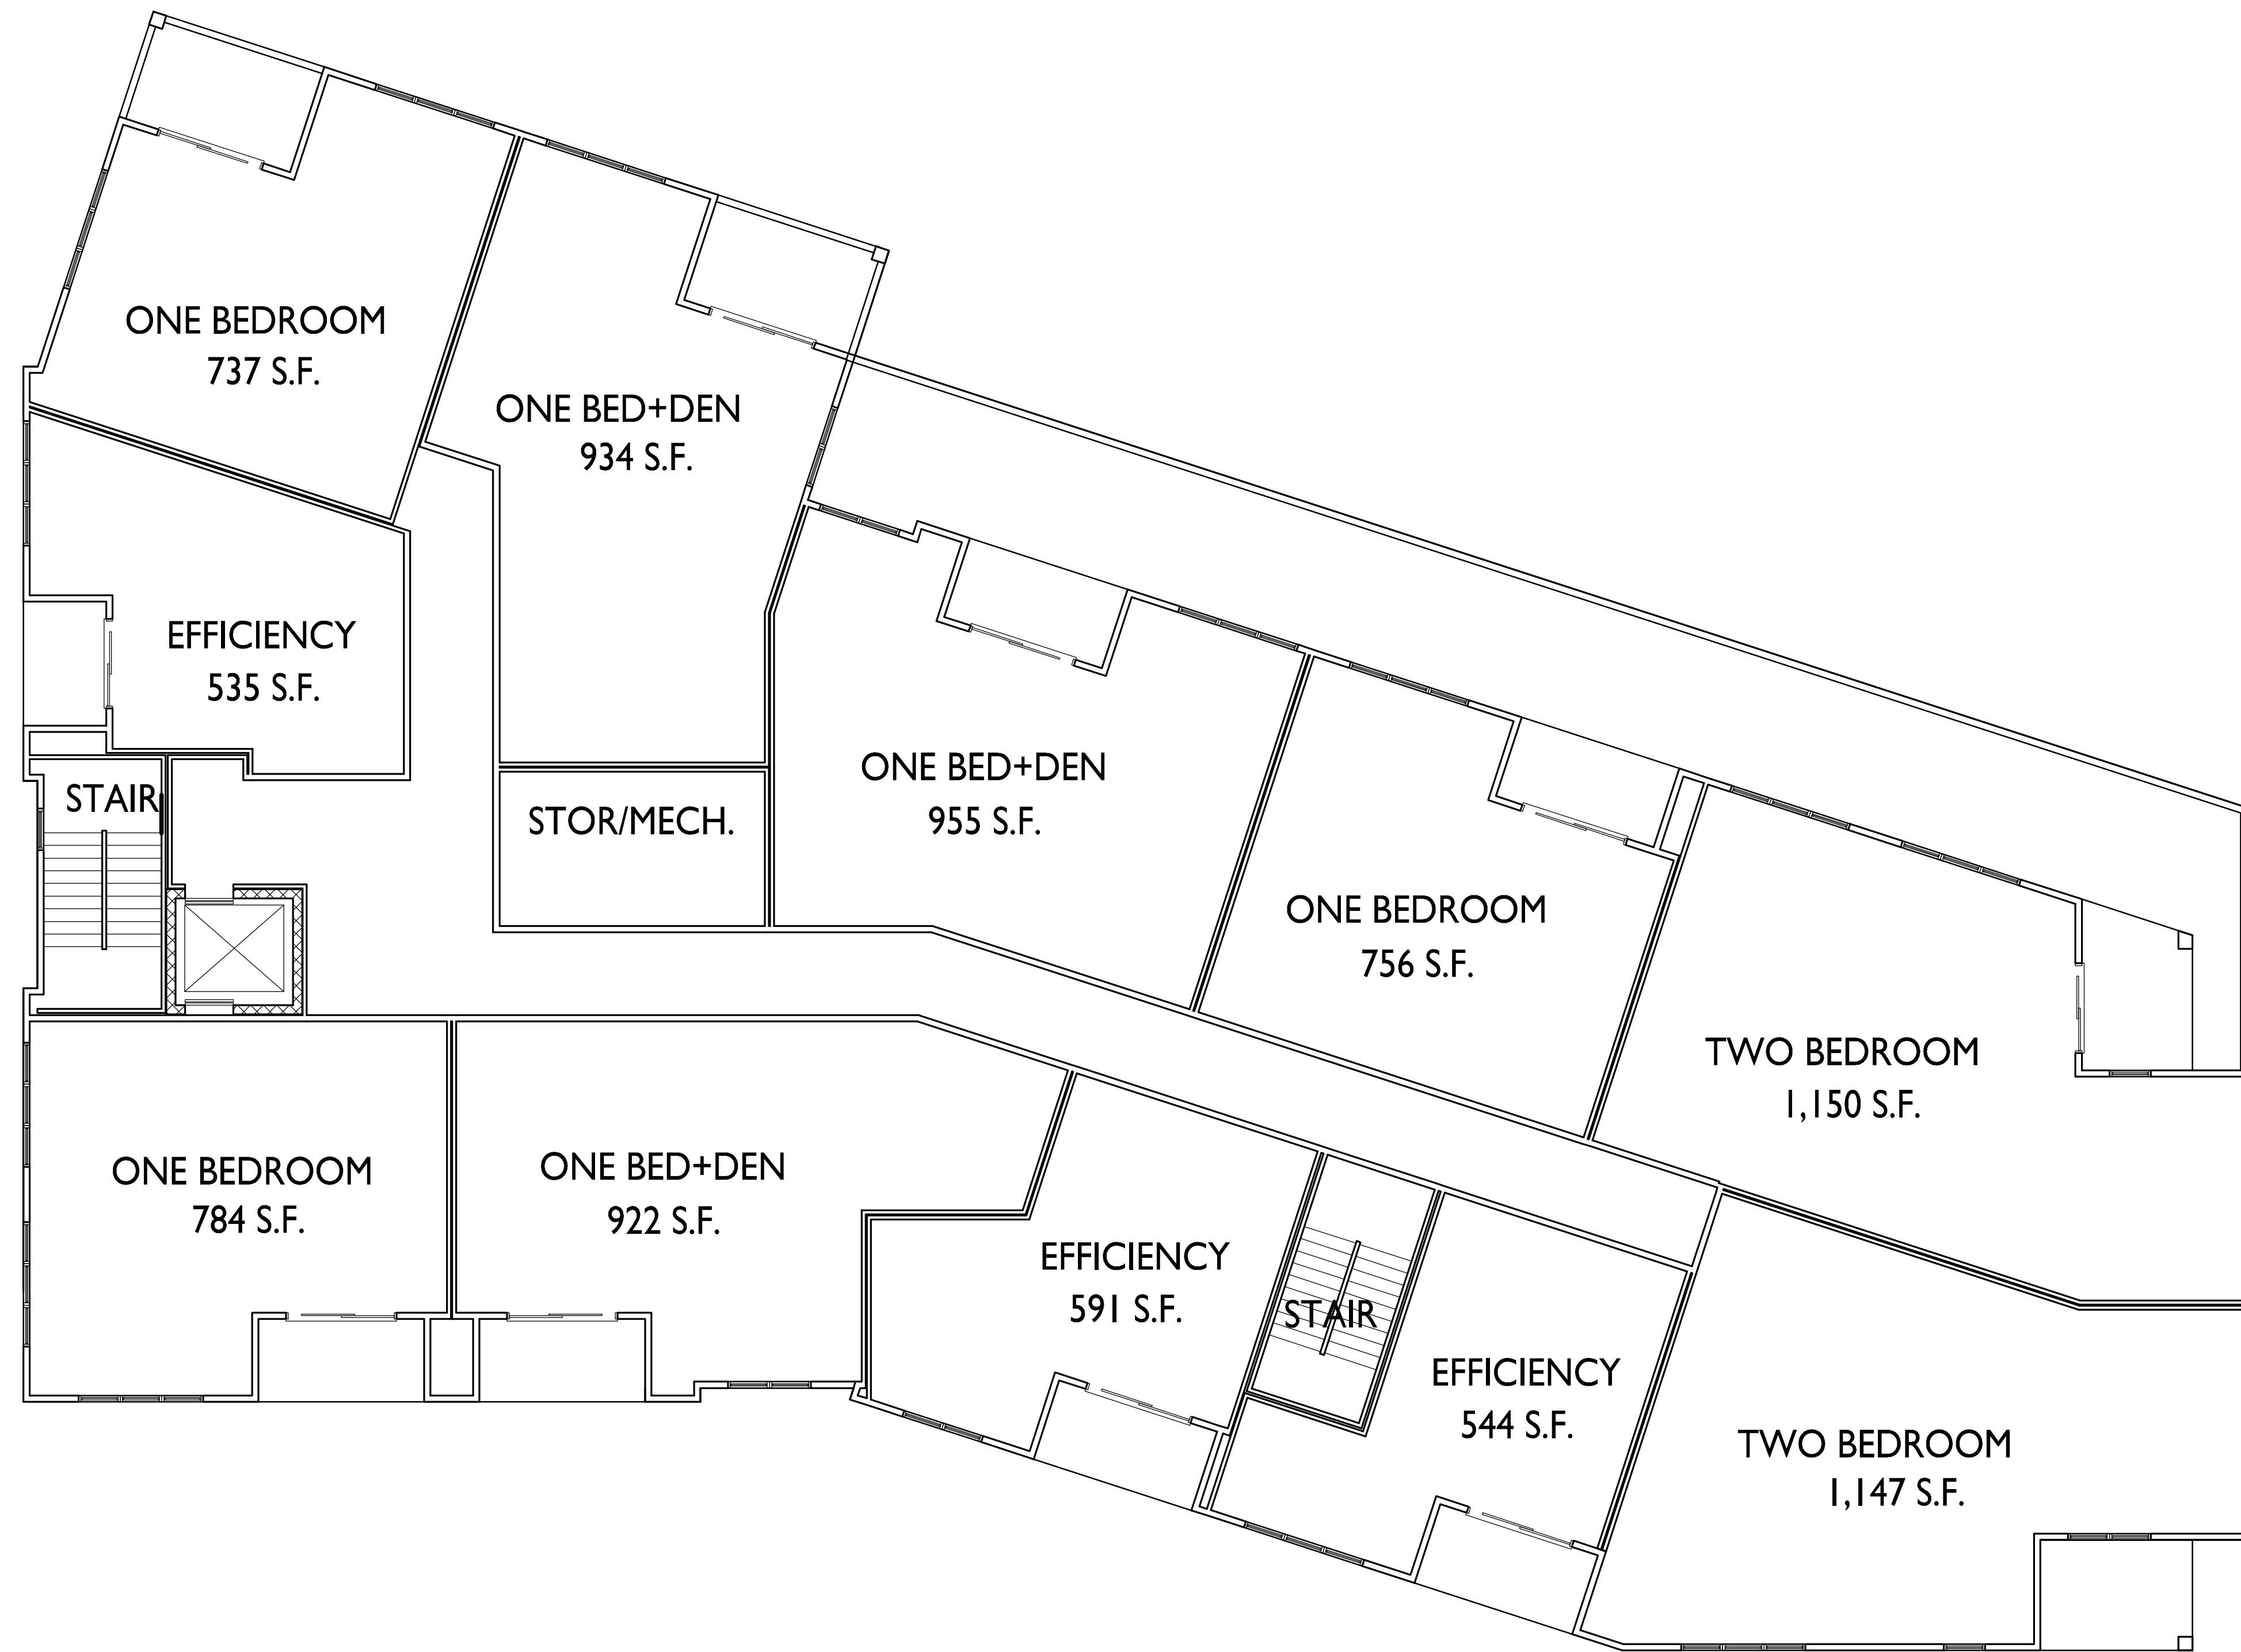 ONE BEDROOM
737 S.F.
ONE BED+DEN
934 S.F.
EFFICIENCY
535 S.F.
STAIR
STOR/MECH.
ONE BED+DEN
955 S.F.
ONE BEDROOM
756 S.F.
TWO BEDROOM
1,150 S.F.
ONE BEDROOM
784 S.F.
ONE BED+DEN
922 S.F.
EFFICIENCY
591 S.F.
STAIR
EFFICIENCY
544 S.F.
TWO BEDROOM
1,147 S.F.